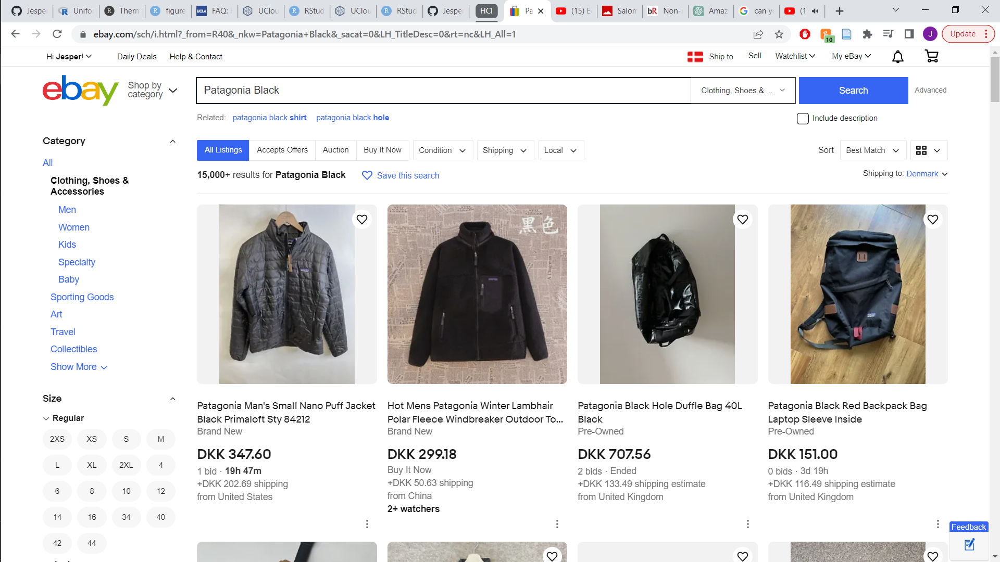 Jesper
Unifor
Therm
figure
FAQ: H
UClou
RStud
UClou
RStud
Jesper
HCI
Pa
(15) E
Salom
Non-i
Amaz
can yo
(1
ebay.com/sch/i.html?_from=R40&_nkw=Patagonia+Black&_sacat=0&LH_TitleDesc=0&rt=nc&LH_All=1
10
J
Update
Hi Jesper!
Daily Deals
Help & Contact
Ship to
Sell
Watchlist
My eBay
ebay
Shop by
category
Patagonia Black
Clothing, Shoes & ...
Search
Advanced
Related: patagonia black shirt patagonia black hole
Include description
Category
All
Clothing, Shoes &
Accessories
Men
Women
Kids
Specialty
Baby
Sporting Goods
Art
Travel
Collectibles
Show More
Size
Regular
2XS XS S M
L XL 2XL 4
6 8 10 12
14 16 34 40
42 44
All Listings
Accepts Offers
Auction
Buy It Now
Condition
Shipping
Local
Sort
Best Match
15,000+ results for Patagonia Black
Save this search
Shipping to: Denmark
Patagonia Man's Small Nano Puff Jacket
Black Primaloft Sty 84212
Brand New
DKK 347.60
1 bid · 19h 47m
+DKK 202.69 shipping
from United States
黑色
Hot Mens Patagonia Winter Lambhair
Polar Fleece Windbreaker Outdoor To...
Brand New
DKK 299.18
Buy It Now
+DKK 50.63 shipping
from China
2+ watchers
Patagonia Black Hole Duffle Bag 40L
Black
Pre-Owned
DKK 707.56
2 bids · Ended
+DKK 133.49 shipping estimate
from United Kingdom
Patagonia Black Red Backpack Bag
Laptop Sleeve Inside
Pre-Owned
DKK 151.00
0 bids · 3d 19h
+DKK 116.49 shipping estimate
from United Kingdom
Feedback